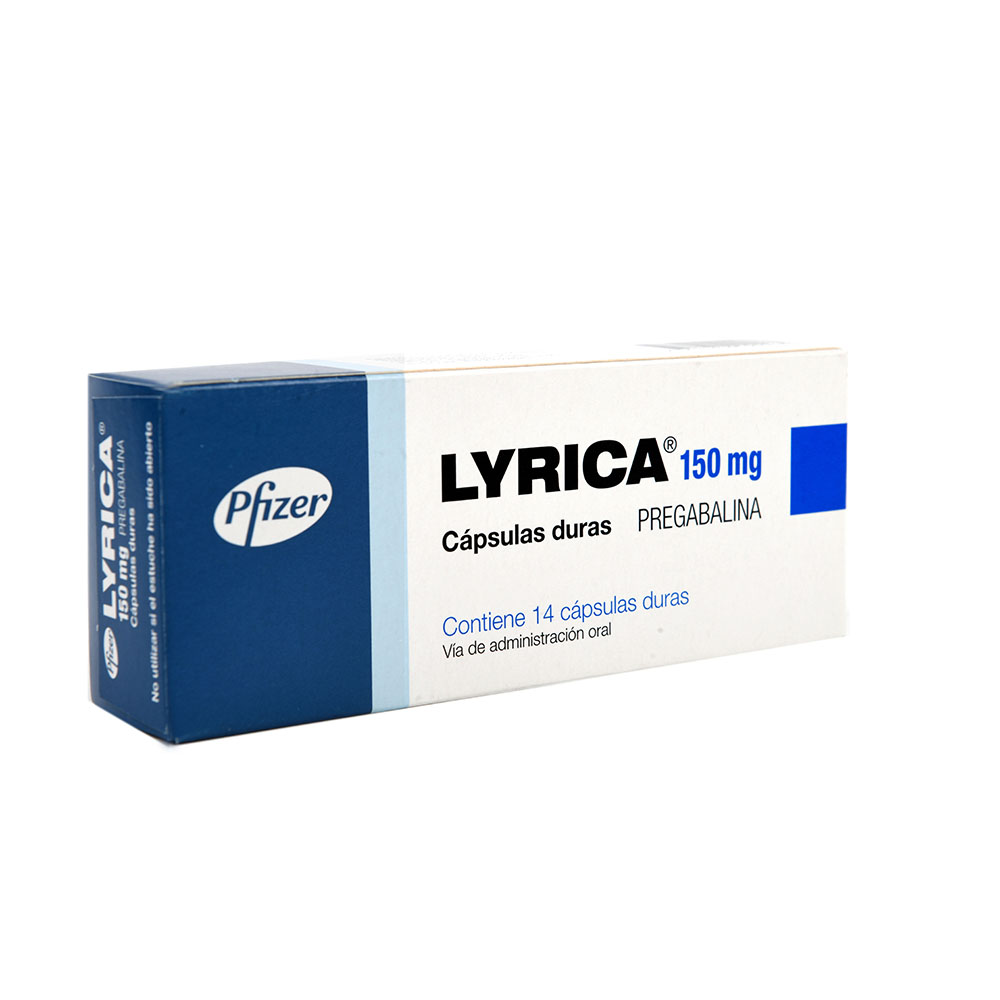 LYRICA®
150 mg PREGABALINA
Cápsulas duras
No utilizar si el estuche ha sido abierto
Pfizer
Pfizer
LYRICA® 150 mg
Cápsulas duras PREGABALINA
Contiene 14 cápsulas duras
Vía de administración oral